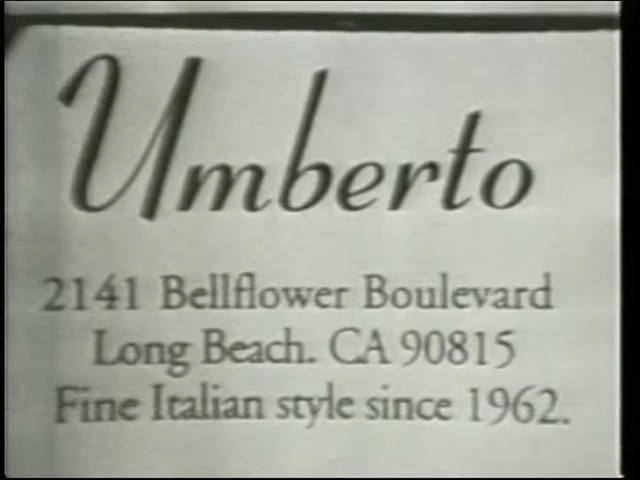 Umberto
2141 Bellflower Boulevard
Long Beach. CA 90815
Fine Italian style since 1962.